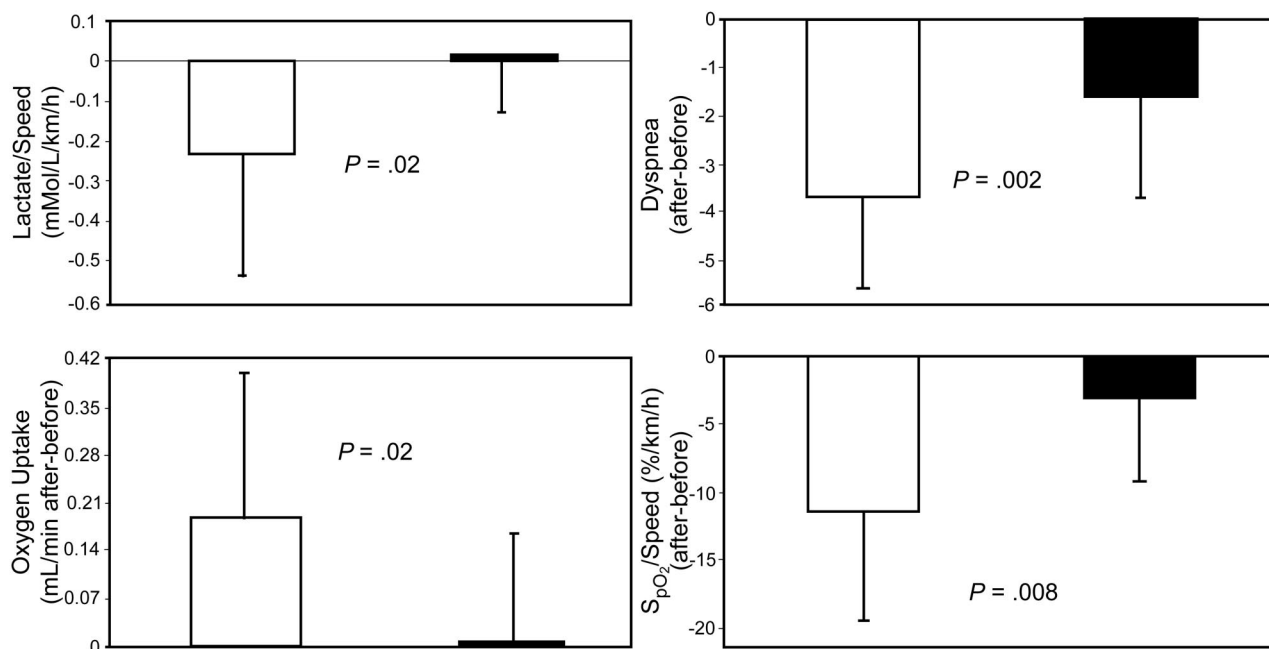 Lactate/Speed
(mMol/L/km/h)
0.1
0
-0.1
-0.2
-0.3
-0.4
-0.5
-0.6
P = .02
Dyspnea
(after-before)
0
-1
-2
-3
-4
-5
-6
P = .002
Oxygen Uptake
(mL/min after-before)
0.42
0.35
0.28
0.21
0.14
0.07
0
P = .02
SpO2/Speed (%/km/h)
(after-before)
0
-5
-10
-15
-20
P = .008